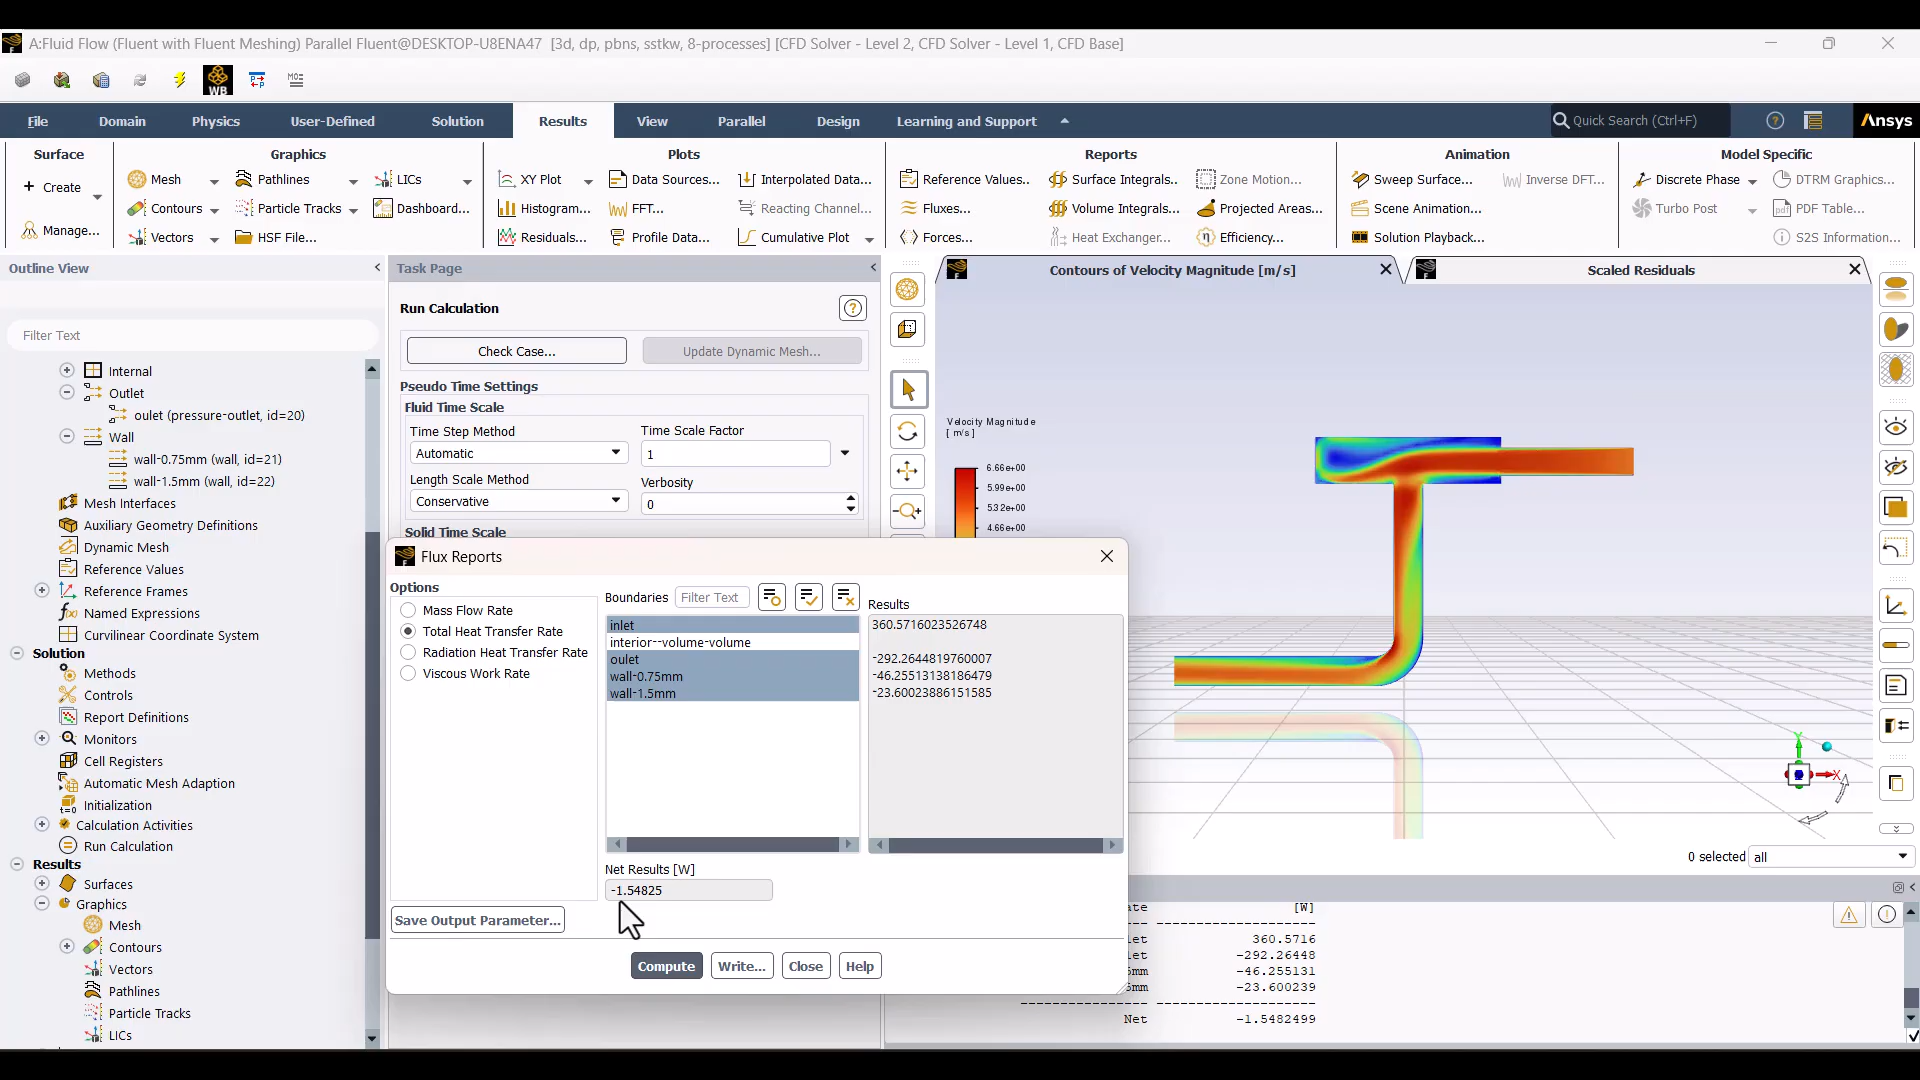 A:Fluid Flow (Fluent with Fluent Meshing) Parallel Fluent@DESKTOP-U8ENA47 [3d, dp, pbns, sstkw, 8-processes] [CFD Solver - Level 2, CFD Solver - Level 1, CFD Base]
WB
File Domain Physics User-Defined Solution Results View Parallel Design Learning and Support
Quick Search (Ctrl+F)
Ansys
Surface
Create
Manage...
Graphics
Mesh Pathlines LICs
Contours Particle Tracks Dashboard...
Vectors HSF File...
Plots
XY Plot Data Sources... Interpolated Data...
Histogram... FFT... Reacting Channel...
Residuals... Profile Data... Cumulative Plot
Reports
Reference Values.. Surface Integrals.. Zone Motion...
Fluxes... Volume Integrals... Projected Areas...
Forces... Heat Exchanger... Efficiency...
Animation
Sweep Surface... Inverse DFT...
Scene Animation...
Solution Playback...
Model Specific
Discrete Phase DTRM Graphics...
Turbo Post PDF Table...
S2S Information...
Outline View
Filter Text
Internal
Outlet
oulet (pressure-outlet, id=20)
Wall
wall-0.75mm (wall, id=21)
wall-1.5mm (wall, id=22)
Mesh Interfaces
Auxiliary Geometry Definitions
Dynamic Mesh
Reference Values
Reference Frames
Named Expressions
Curvilinear Coordinate System
Solution
Methods
Controls
Report Definitions
Monitors
Cell Registers
Automatic Mesh Adaption
Initialization
Calculation Activities
Run Calculation
Results
Surfaces
Graphics
Mesh
Contours
Vectors
Pathlines
Particle Tracks
LICs
Task Page
Run Calculation
Check Case... Update Dynamic Mesh...
Pseudo Time Settings
Fluid Time Scale
Time Step Method Time Scale Factor
Automatic 1
Length Scale Method Verbosity
Conservative 0
Solid Time Scale
Flux Reports
Options
Mass Flow Rate
Total Heat Transfer Rate
Radiation Heat Transfer Rate
Viscous Work Rate
Boundaries Filter Text
inlet
interior--volume-volume
oulet
wall-0.75mm
wall-1.5mm
Results
360.5716023526748
-292.2644819760007
-46.25513138186479
-23.60023886151585
Net Results [W]
-1.54825
Save Output Parameter...
Compute Write... Close Help
Contours of Velocity Magnitude [m/s]
Scaled Residuals
Velocity Magnitude
[ m/s ]
6.66e+00
5.99e+00
5.32e+00
4.66e+00
Y
X
0 selected all
ate [W]
let 360.5716
let -292.26448
5mm -46.255131
5mm -23.600239
Net -1.5482499